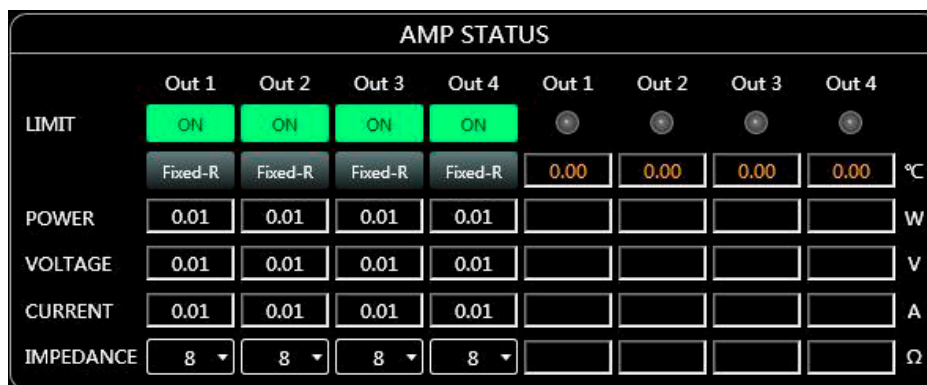 AMP STATUS
Out 1 Out 2 Out 3 Out 4 Out 1 Out 2 Out 3 Out 4
LIMIT ON ON ON ON
Fixed-R Fixed-R Fixed-R Fixed-R 0.00 0.00 0.00 0.00 ℃
POWER 0.01 0.01 0.01 0.01 W
VOLTAGE 0.01 0.01 0.01 0.01 V
CURRENT 0.01 0.01 0.01 0.01 A
IMPEDANCE 8 8 8 8 Ω